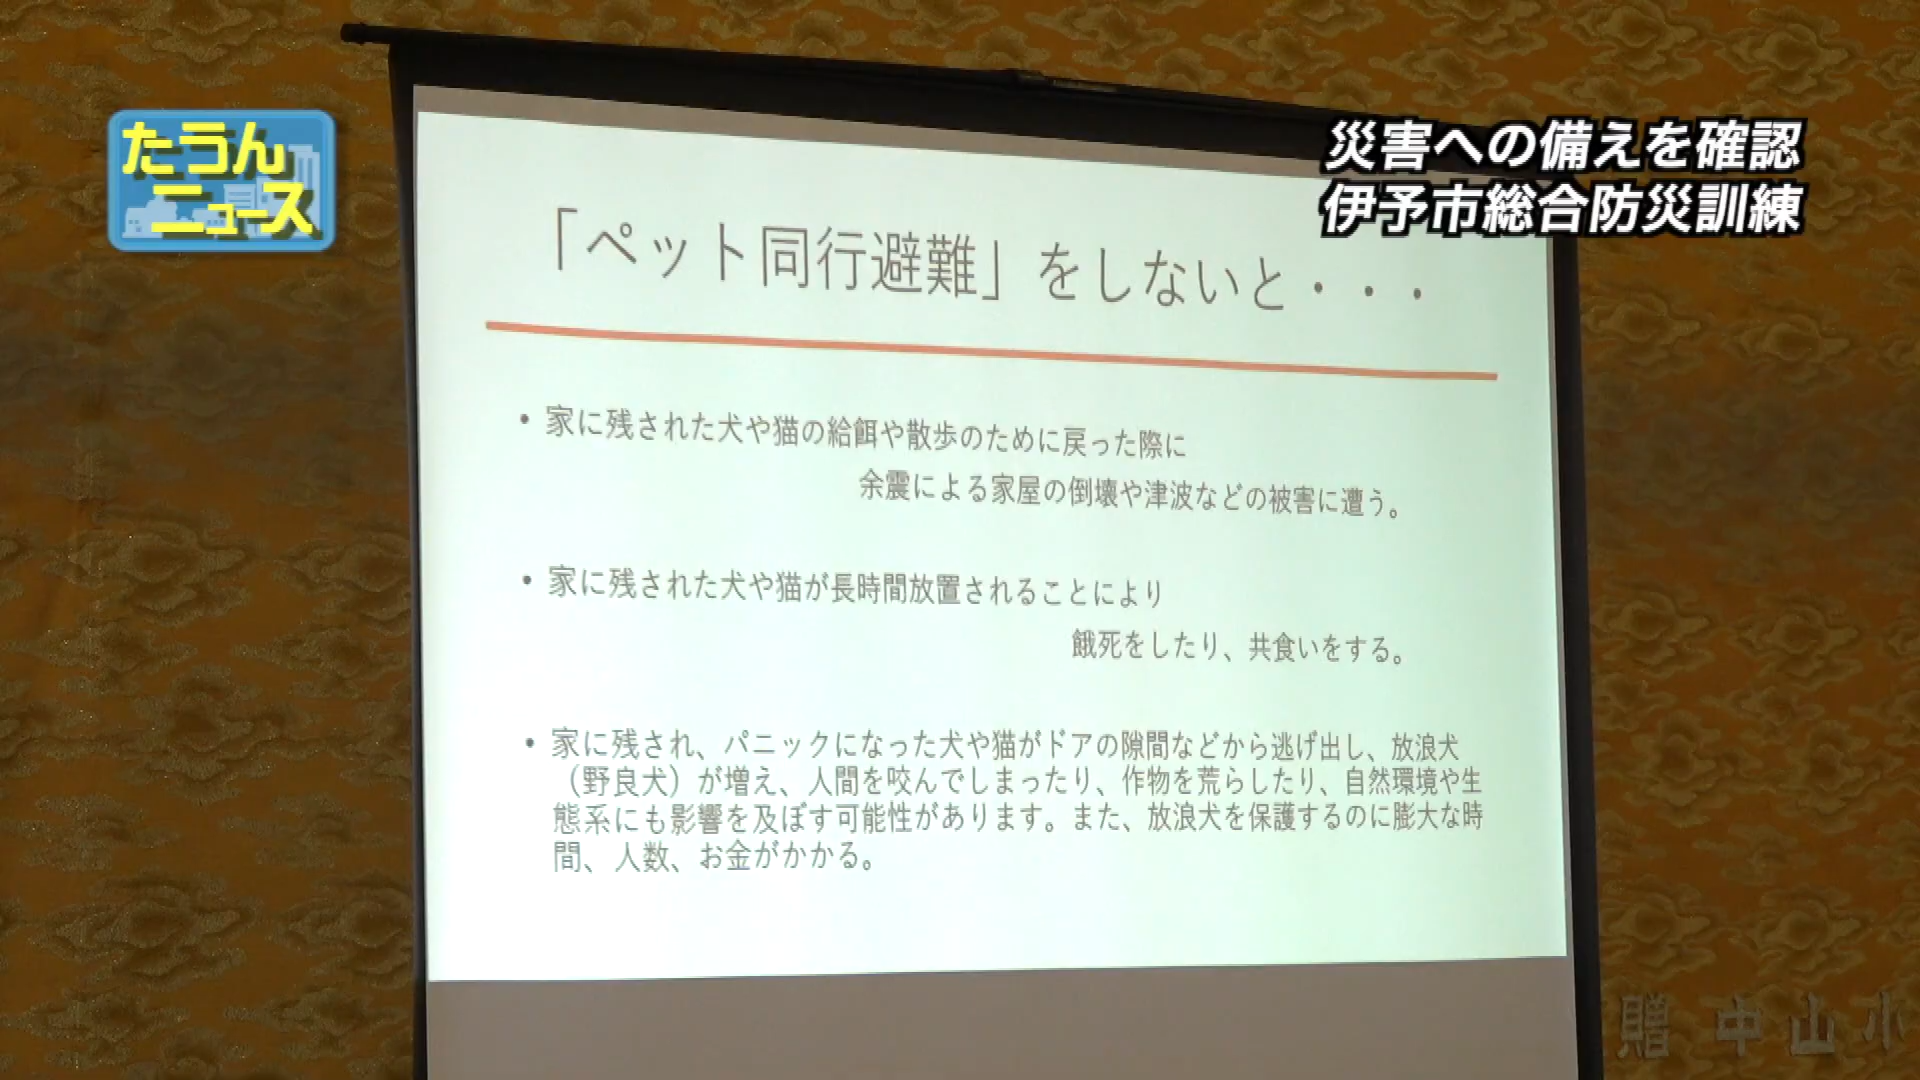 たうん
ニュース
災害への備えを確認
伊予市総合防災訓練
「ペット同行避難」をしないと・・・
・家に残された犬や猫の給餌や散歩のために戻った際に
余震による家屋の倒壊や津波などの被害に遭う。
・家に残された犬や猫が長時間放置されることにより
餓死をしたり、共食いをする。
・家に残され、パニックになった犬や猫がドアの隙間などから逃げ出し、放浪犬
（野良犬）が増え、人間を咬んでしまったり、作物を荒らしたり、自然環境や生
態系にも影響を及ぼす可能性があります。また、放浪犬を保護するのに膨大な時
間、人数、お金がかかる。
贈 中山小